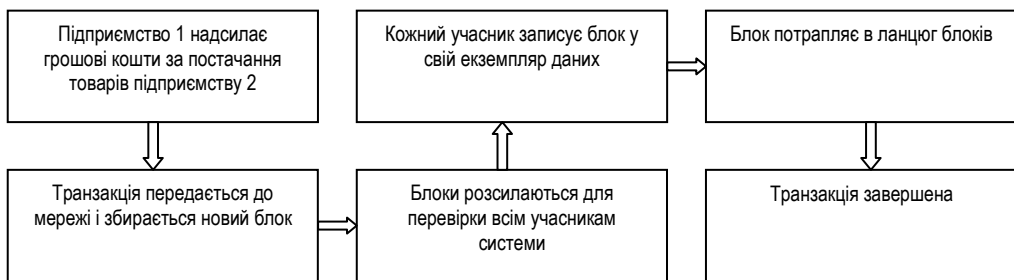 Підприємство 1 надсилає
грошові кошти за постачання
товарів підприємству 2
Транзакція передається до
мережі і збирається новий блок
Блоки розсилаються для
перевірки всім учасникам
системи
Кожний учасник записує блок у
свій екземпляр даних
Блок потрапляє в ланцюг блоків
Транзакція завершена